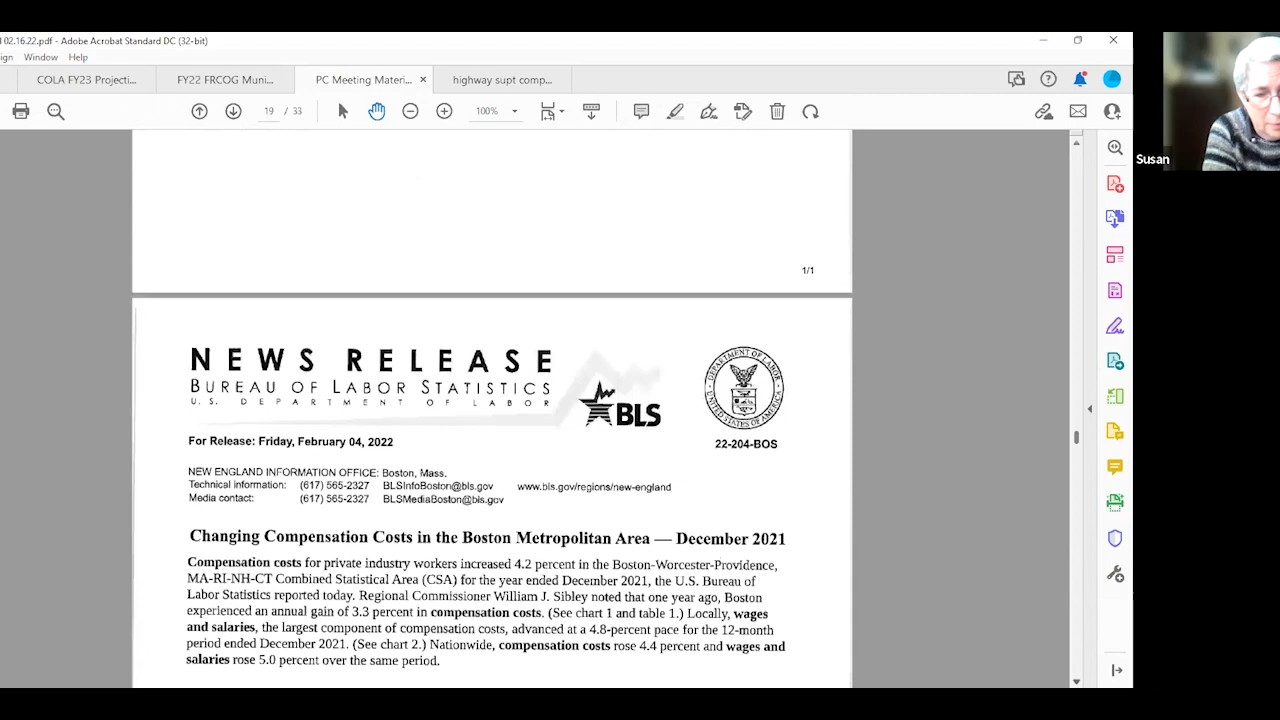 l 02.16.22.pdf - Adobe Acrobat Standard DC (32-bit)
ign Window Help
COLA FY23 Projecti... FY22 FRCOG Muni... PC Meeting Materi... × highway supt comp...
19 / 33 100%
1/1
NEWS RELEASE
BUREAU OF LABOR STATISTICS
U.S. DEPARTMENT OF LABOR
BLS
DEPARTMENT OF LABOR
UNITED STATES OF AMERICA
For Release: Friday, February 04, 2022 22-204-BOS
NEW ENGLAND INFORMATION OFFICE: Boston, Mass.
Technical information: (617) 565-2327 BLSInfoBoston@bls.gov www.bls.gov/regions/new-england
Media contact: (617) 565-2327 BLSMediaBoston@bls.gov
Changing Compensation Costs in the Boston Metropolitan Area — December 2021
Compensation costs for private industry workers increased 4.2 percent in the Boston-Worcester-Providence,
MA-RI-NH-CT Combined Statistical Area (CSA) for the year ended December 2021, the U.S. Bureau of
Labor Statistics reported today. Regional Commissioner William J. Sibley noted that one year ago, Boston
experienced an annual gain of 3.3 percent in compensation costs. (See chart 1 and table 1.) Locally, wages
and salaries, the largest component of compensation costs, advanced at a 4.8-percent pace for the 12-month
period ended December 2021. (See chart 2.) Nationwide, compensation costs rose 4.4 percent and wages and
salaries rose 5.0 percent over the same period.
Susan